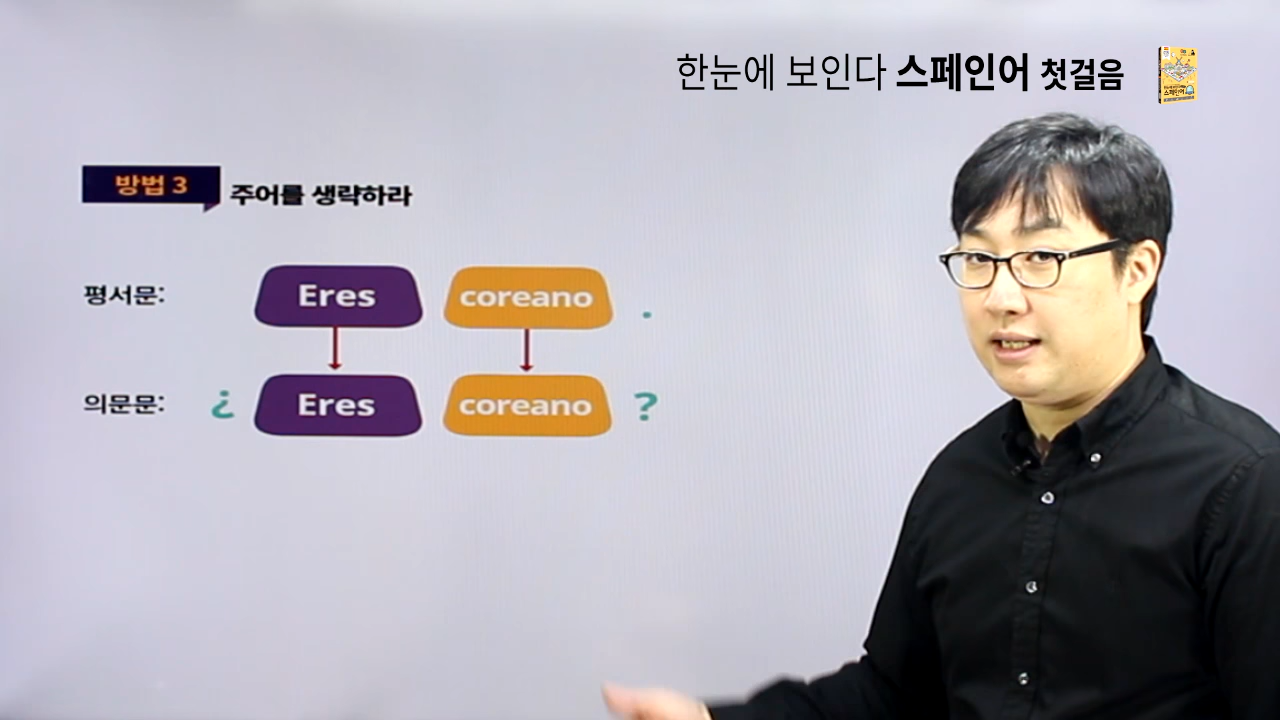 한눈에 보인다 스페인어 첫걸음
방법 3 주어를 생략하라
평서문: Eres coreano .
의문문: ¿ Eres coreano ?